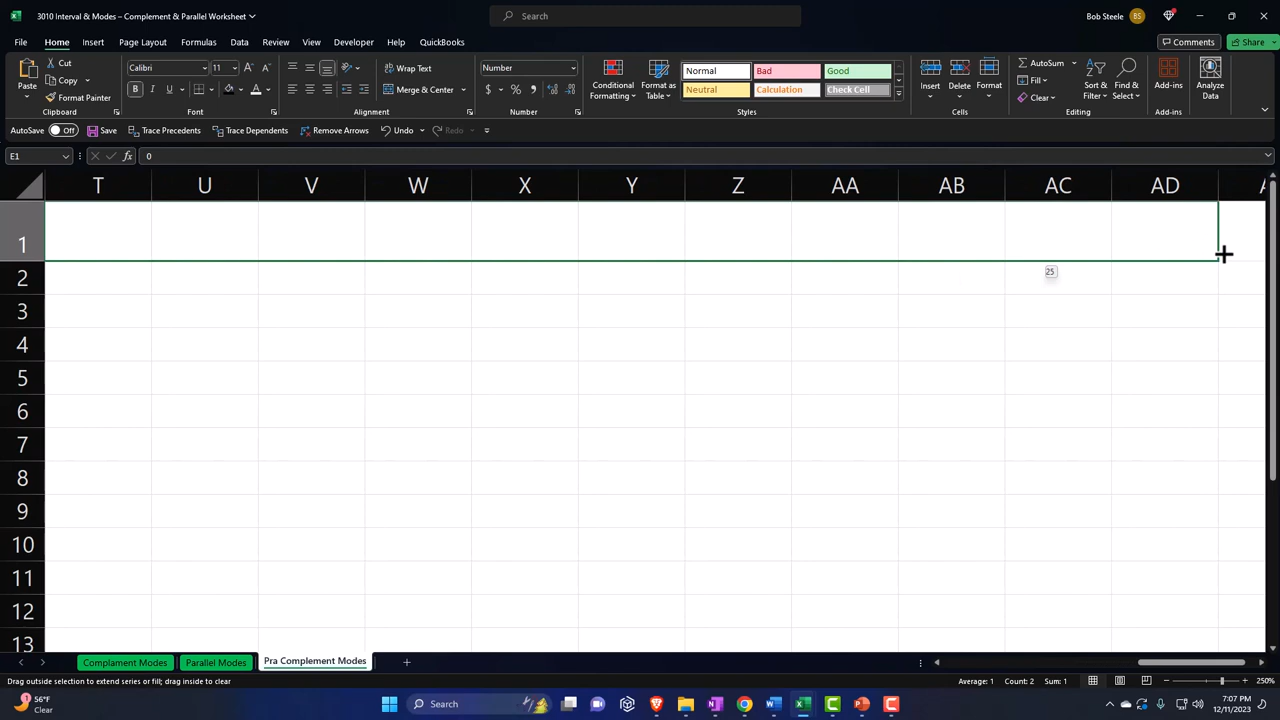 3010 Interval & Modes – Complement & Parallel Worksheet
Search
Bob Steele
BS
File
Home
Insert
Page Layout
Formulas
Data
Review
View
Developer
Help
QuickBooks
Comments
Share
Paste
Cut
Copy
Format Painter
Clipboard
Calibri
11
B
I
U
Font
Wrap Text
Merge & Center
Alignment
Number
$
%
Number
Conditional Formatting
Format as Table
Normal
Bad
Good
Neutral
Calculation
Check Cell
Styles
Insert
Delete
Format
Cells
AutoSum
Fill
Clear
Sort & Filter
Find & Select
Editing
Add-ins
Add-ins
Analyze Data
AutoSave
Off
Save
Trace Precedents
Trace Dependents
Remove Arrows
Undo
Redo
E1
fx
0
T
U
V
W
X
Y
Z
AA
AB
AC
AD
1
25
2
3
4
5
6
7
8
9
10
11
12
13
Complament Modes
Parallel Modes
Pra Complement Modes
Drag outside selection to extend series or fill; drag inside to clear
Average: 1
Count: 2
Sum: 1
250%
1
56°F
Clear
Search
7:07 PM
12/11/2023